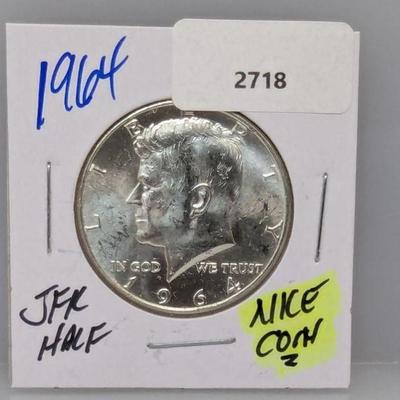 1964
2718
LIBERTY
IN GOD WE TRUST
1964
JFK
HALF
NICE
COIN